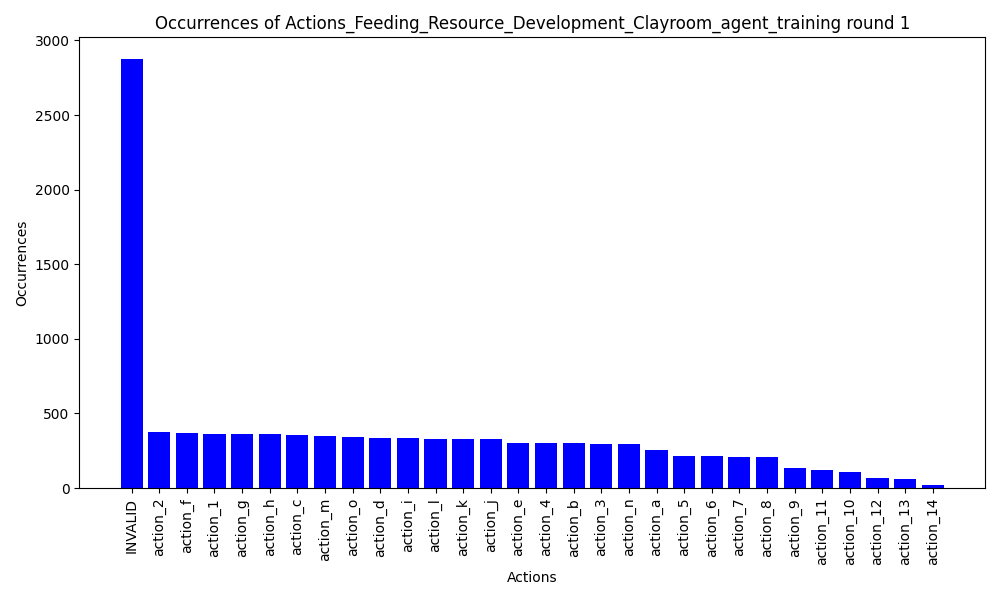 Occurrences of Actions_Feeding_Resource_Development_Clayroom_agent_training round 1
3000
2500
2000
1500
1000
500
0
Occurrences
INVALID
action_2
action_f
action_1
action_g
action_h
action_c
action_m
action_o
action_d
action_i
action_l
action_k
action_j
action_e
action_4
action_b
action_3
action_n
action_a
action_5
action_6
action_7
action_8
action_9
action_11
action_10
action_12
action_13
action_14
Actions